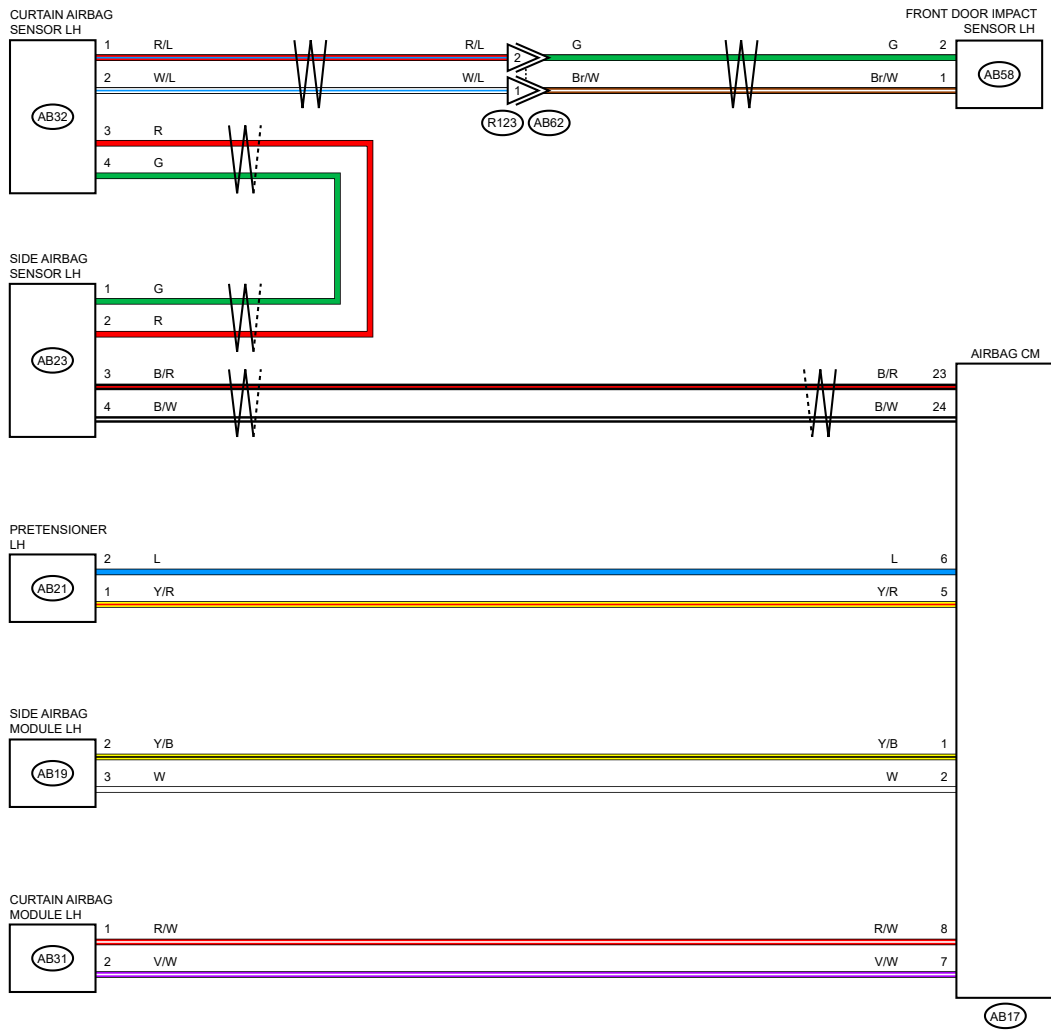 CURTAIN AIRBAG
SENSOR LH
FRONT DOOR IMPACT
SENSOR LH
1 R/L R/L 2 G G 2
2 W/L W/L 1 Br/W Br/W 1
AB32
AB58
R123 AB62
3 R
4 G
SIDE AIRBAG
SENSOR LH
1 G
2 R
AB23
AIRBAG CM
3 B/R B/R 23
4 B/W B/W 24
PRETENSIONER
LH
2 L L 6
AB21
1 Y/R Y/R 5
SIDE AIRBAG
MODULE LH
2 Y/B Y/B 1
AB19
3 W W 2
CURTAIN AIRBAG
MODULE LH
1 R/W R/W 8
AB31
2 V/W V/W 7
AB17